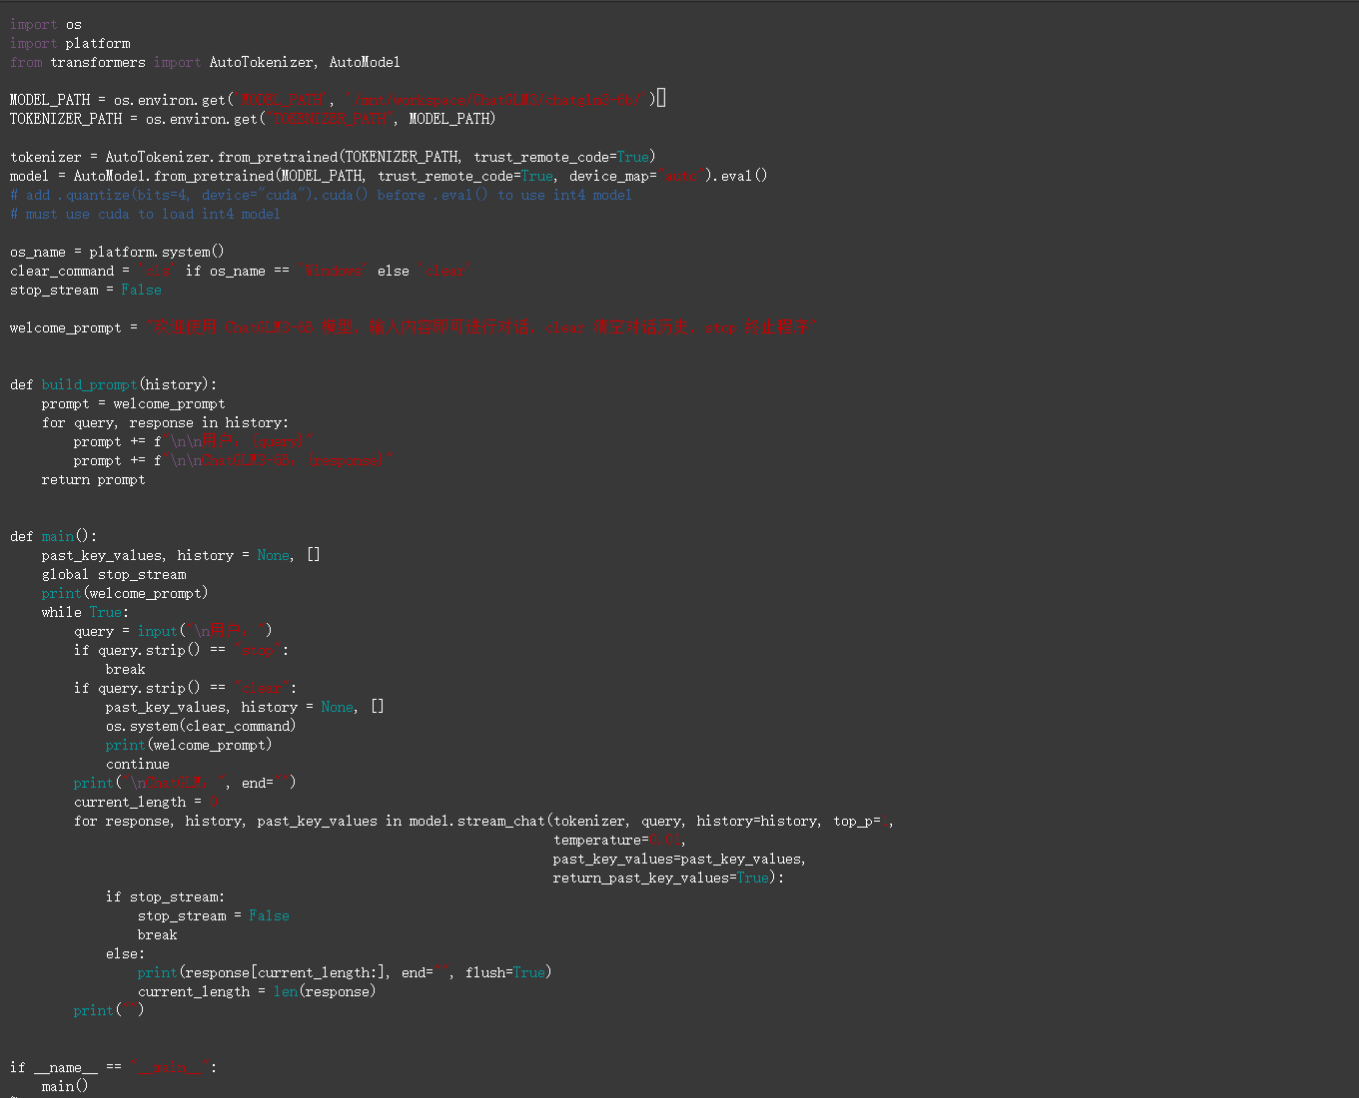 import os
import platform
from transformers import AutoTokenizer, AutoModel
MODEL_PATH = os.environ.get("MODEL_PATH", "/mnt/workspace/ChatGLM3/chatglm3-6b/")
TOKENIZER_PATH = os.environ.get("TOKENIZER_PATH", MODEL_PATH)
tokenizer = AutoTokenizer.from_pretrained(TOKENIZER_PATH, trust_remote_code=True)
model = AutoModel.from_pretrained(MODEL_PATH, trust_remote_code=True, device_map="auto").eval()
# add .quantize(bits=4, device="cuda").cuda() before .eval() to use int4 model
# must use cuda to load int4 model
os_name = platform.system()
clear_command = "cls" if os_name == "Windows" else "clear"
stop_stream = False
welcome_prompt = "欢迎使用 ChatGLM3-6B 模型，输入内容即可进行对话，clear 清空对话历史，stop 终止程序"
def build_prompt(history):
    prompt = welcome_prompt
    for query, response in history:
        prompt += f"\n\n用户：{query}"
        prompt += f"\n\nChatGLM3-6B：{response}"
    return prompt
def main():
    past_key_values, history = None, []
    global stop_stream
    print(welcome_prompt)
    while True:
        query = input("\n用户：")
        if query.strip() == "stop":
            break
        if query.strip() == "clear":
            past_key_values, history = None, []
            os.system(clear_command)
            print(welcome_prompt)
            continue
        print("\nChatGLM：", end="")
        current_length = 0
        for response, history, past_key_values in model.stream_chat(tokenizer, query, history=history, top_p=1,
                                                                    temperature=0.01,
                                                                    past_key_values=past_key_values,
                                                                    return_past_key_values=True):
            if stop_stream:
                stop_stream = False
                break
            else:
                print(response[current_length:], end="", flush=True)
                current_length = len(response)
        print("")
if __name__ == "__main__":
    main()